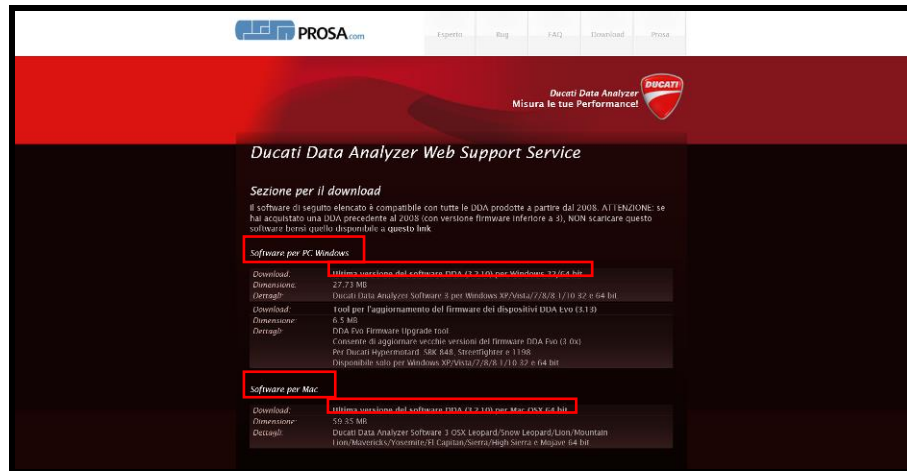 PROSA.com
Esperto Bug FAQ Download Prosa
Ducati Data Analyzer
Misura le tue Performance!
DUCATI
Ducati Data Analyzer Web Support Service
Sezione per il download
Il software di seguito elencato è compatibile con tutte le DDA prodotte a partire dal 2008. ATTENZIONE: se
hai acquistato una DDA precedente al 2008 (con versione firmware inferiore a 3), NON scaricare questo
software bensì quello disponibile a questo link
Software per PC Windows
Download: Ultima versione del software DDA (3.2.10) per Windows 32/64 bit
Dimensione: 27.73 MB
Dettagli: Ducati Data Analyzer Software 3 per Windows XP/Vista/7/8/8.1/10 32 e 64 bit
Download: Tool per l'aggiornamento del firmware dei dispositivi DDA Evo (3.13)
Dimensione: 6.5 MB
Dettagli: DDA Evo Firmware Upgrade tool
Consente di aggiornare vecchie versioni del firmware DDA Evo (3.0x)
Per Ducati Hypermotard, SBK 848, Streetfighter e 1198
Disponibile solo per Windows XP/Vista/7/8/8.1/10 32 e 64 bit
Software per Mac
Download: Ultima versione del software DDA (3.2.10) per Mac OSX 64 bit
Dimensione: 59.35 MB
Dettagli: Ducati Data Analyzer Software 3 OSX Leopard/Snow Leopard/Lion/Mountain
Lion/Mavericks/Yosemite/El Capitan/Sierra/High Sierra e Mojave 64 bit